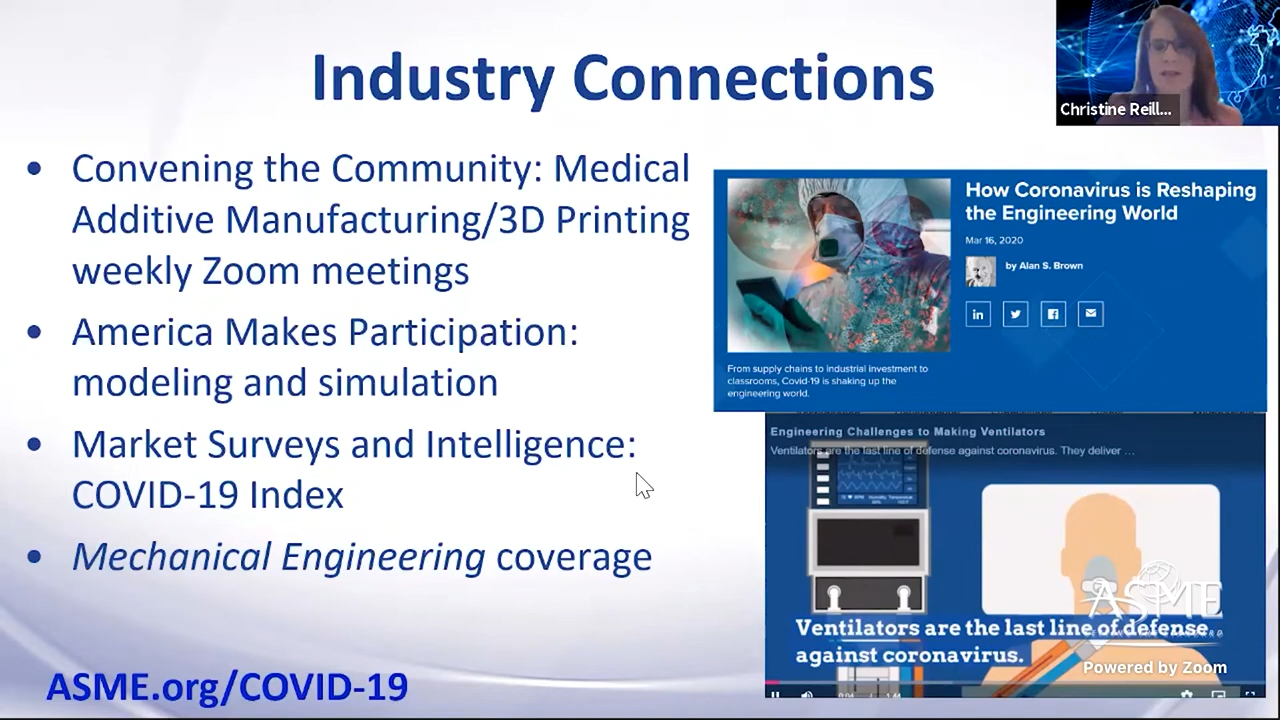 Industry Connections
Christine Reill...
• Convening the Community: Medical
Additive Manufacturing/3D Printing
weekly Zoom meetings
• America Makes Participation:
modeling and simulation
• Market Surveys and Intelligence:
COVID-19 Index
• Mechanical Engineering coverage
ASME.org/COVID-19
How Coronavirus is Reshaping
the Engineering World
Mar 16, 2020
by Alan S. Brown
in
From supply chains to industrial investment to
classrooms, Covid-19 is shaking up the
engineering world.
Engineering Challenges to Making Ventilators
Ventilators are the last line of defense against coronavirus. They deliver ...
ASME
Ventilators are the last line of defense
against coronavirus.
Powered by Zoom